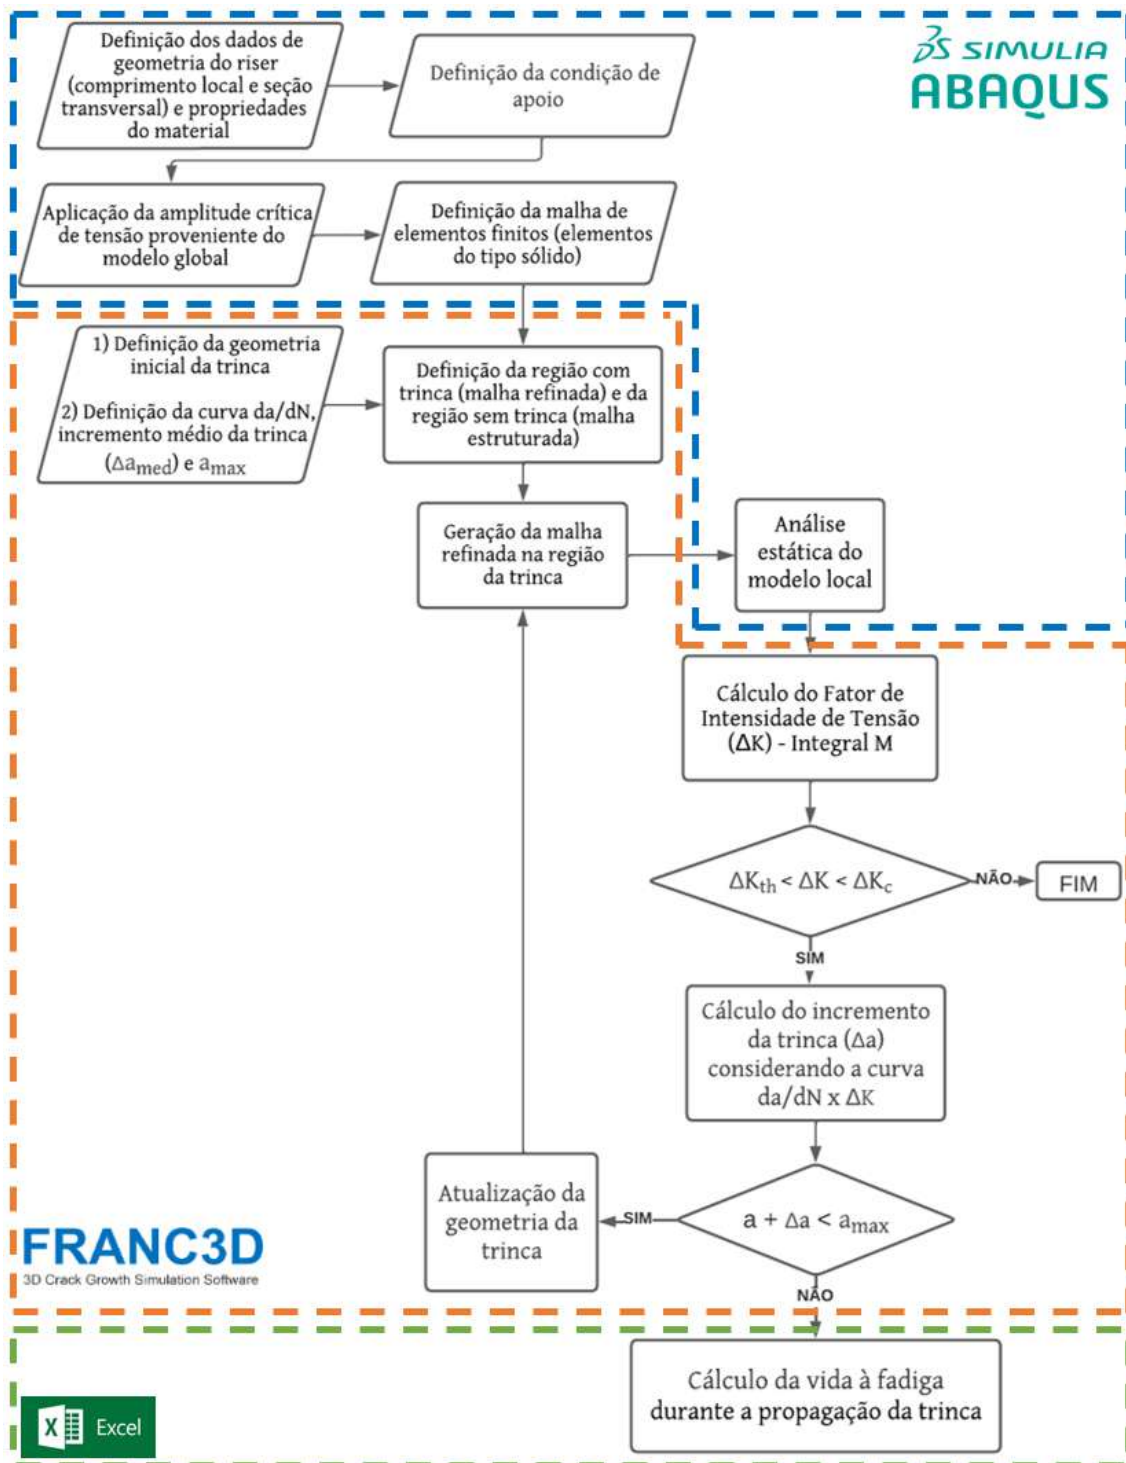 Definição dos dados de
geometria do riser
(comprimento local e seção
transversal) e propriedades
do material
Definição da condição de
apoio
SIMULIA
ABAQUS
Aplicação da amplitude crítica
de tensão proveniente do
modelo global
Definição da malha de
elementos finitos (elementos
do tipo sólido)
1) Definição da geometria
inicial da trinca
2) Definição da curva da/dN,
incremento médio da trinca
(Δamed) e amax
Definição da região com
trinca (malha refinada) e da
região sem trinca (malha
estruturada)
Geração da malha
refinada na região
da trinca
Análise
estática do
modelo local
Cálculo do Fator de
Intensidade de Tensão
(ΔK) - Integral M
ΔKth < ΔK < ΔKc
NÃO
FIM
SIM
Cálculo do incremento
da trinca (Δa)
considerando a curva
da/dN x ΔK
a + Δa < amax
SIM
Atualização da
geometria da
trinca
NÃO
FRANC3D
3D Crack Growth Simulation Software
Cálculo da vida à fadiga
durante a propagação da trinca
X Excel